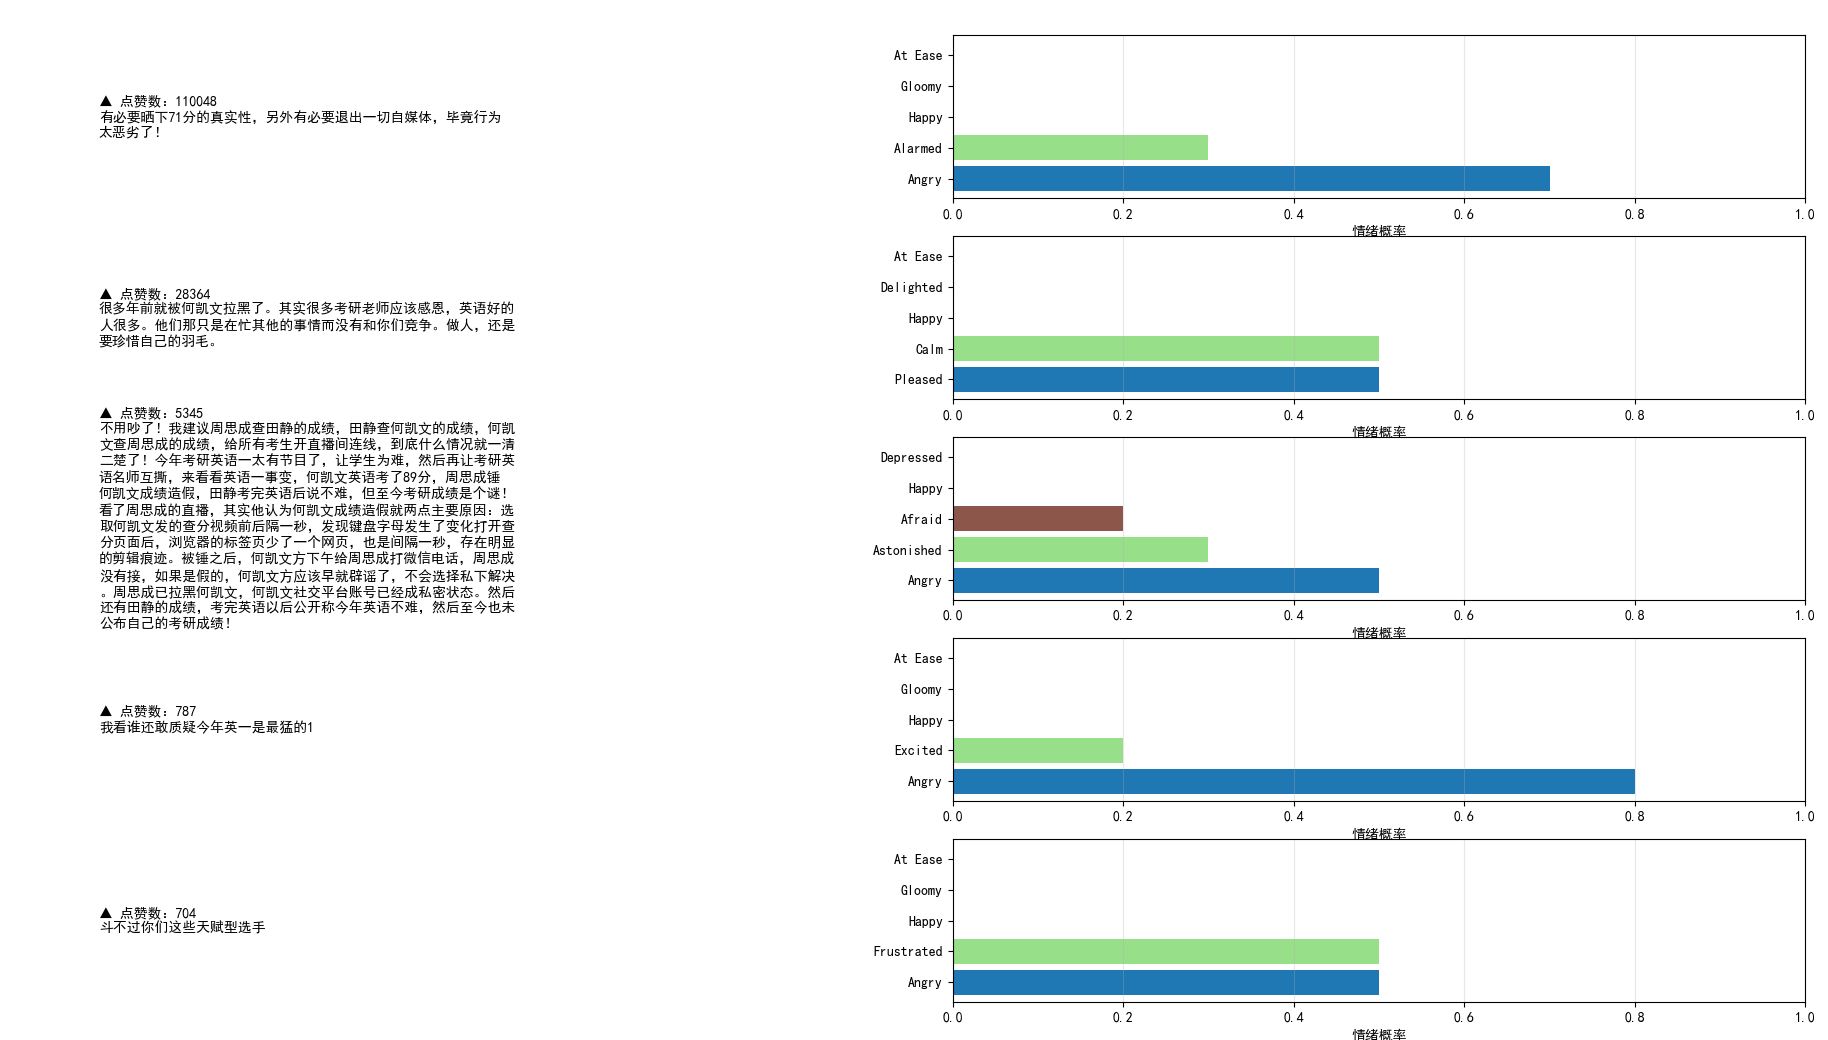 ▲ 点赞数：110048
有必要晒下71分的真实性，另外有必要退出一切自媒体，毕竟行为
太恶劣了！
At Ease
Gloomy
Happy
Alarmed
Angry
0.0 0.2 0.4 0.6 0.8 1.0
情绪概率
▲ 点赞数：28364
很多年前就被何凯文拉黑了。其实很多考研老师应该感恩，英语好的
人很多。他们那只是在忙其他的事情而没有和你们竞争。做人，还是
要珍惜自己的羽毛。
At Ease
Delighted
Happy
Calm
Pleased
0.0 0.2 0.4 0.6 0.8 1.0
情绪概率
▲ 点赞数：5345
不用吵了！我建议周思成查田静的成绩，田静查何凯文的成绩，何凯
文查周思成的成绩，给所有考生开直播间连线，到底什么情况就一清
二楚了！今年考研英语一太有节目了，让学生为难，然后再让考研英
语名师互撕，来看看英语一事变，何凯文英语考了89分，周思成锤
何凯文成绩造假，田静考完英语后说不难，但至今考研成绩是个谜！
看了周思成的直播，其实他认为何凯文成绩造假就两点主要原因：选
取何凯文发的查分视频前后隔一秒，发现键盘字母发生了变化打开查
分页面后，浏览器的标签页少了一个网页，也是间隔一秒，存在明显
的剪辑痕迹。被锤之后，何凯文方下午给周思成打微信电话，周思成
没有接，如果是假的，何凯文方应该早就辟谣了，不会选择私下解决
。周思成已拉黑何凯文，何凯文社交平台账号已经成私密状态。然后
还有田静的成绩，考完英语以后公开称今年英语不难，然后至今也未
公布自己的考研成绩！
Depressed
Happy
Afraid
Astonished
Angry
0.0 0.2 0.4 0.6 0.8 1.0
情绪概率
▲ 点赞数：787
我看谁还敢质疑今年英一是最猛的1
At Ease
Gloomy
Happy
Excited
Angry
0.0 0.2 0.4 0.6 0.8 1.0
情绪概率
▲ 点赞数：704
斗不过你们这些天赋型选手
At Ease
Gloomy
Happy
Frustrated
Angry
0.0 0.2 0.4 0.6 0.8 1.0
情绪概率